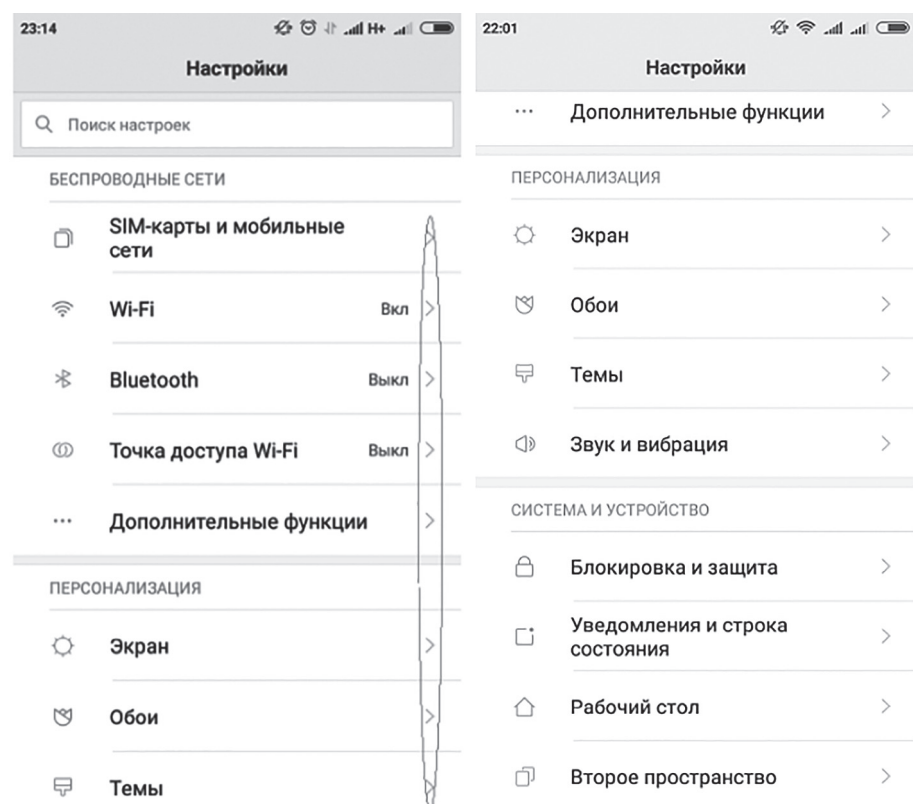 23:14
H+
Настройки
Поиск настроек
БЕСПРОВОДНЫЕ СЕТИ
SIM-карты и мобильные
сети
Wi-Fi Вкл
Bluetooth Выкл
Точка доступа Wi-Fi Выкл
Дополнительные функции
ПЕРСОНАЛИЗАЦИЯ
Экран
Обои
Темы
22:01
Настройки
Дополнительные функции
ПЕРСОНАЛИЗАЦИЯ
Экран
Обои
Темы
Звук и вибрация
СИСТЕМА И УСТРОЙСТВО
Блокировка и защита
Уведомления и строка
состояния
Рабочий стол
Второе пространство